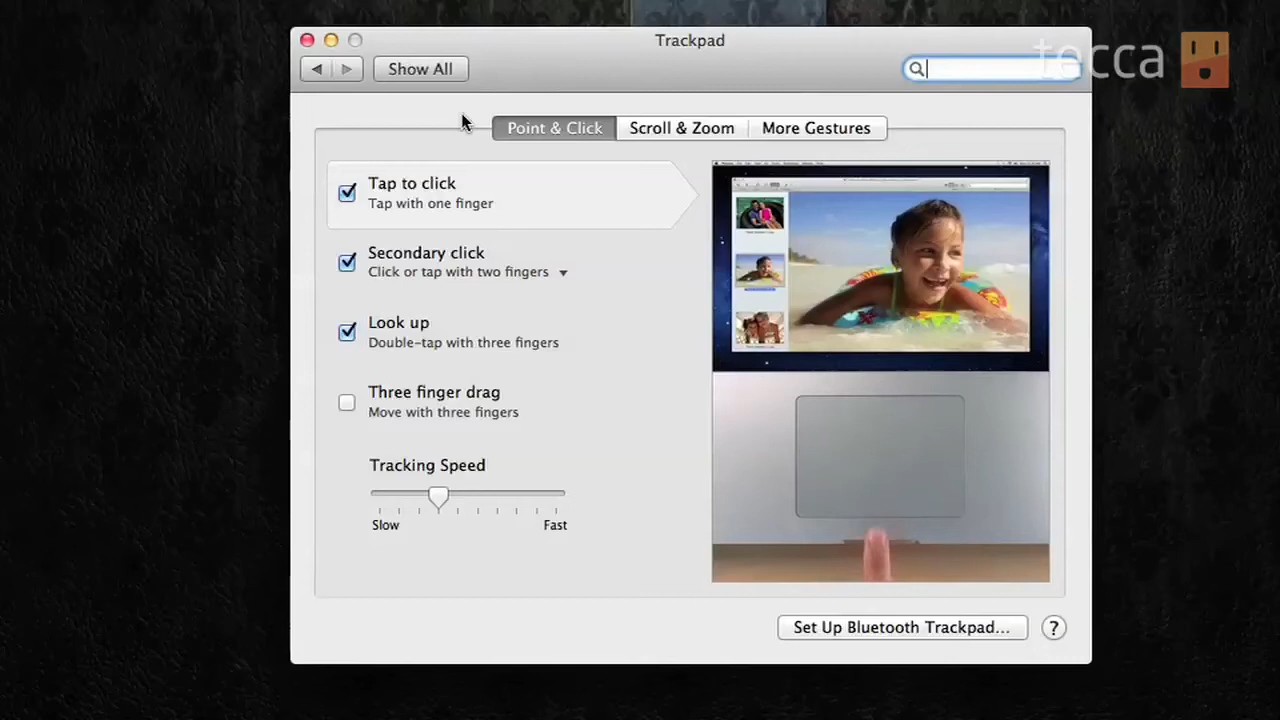 Trackpad
Show All
tecca
Point & Click
Scroll & Zoom
More Gestures
Tap to click
Tap with one finger
Secondary click
Click or tap with two fingers
Look up
Double-tap with three fingers
Three finger drag
Move with three fingers
Tracking Speed
Slow
Fast
Set Up Bluetooth Trackpad...
?